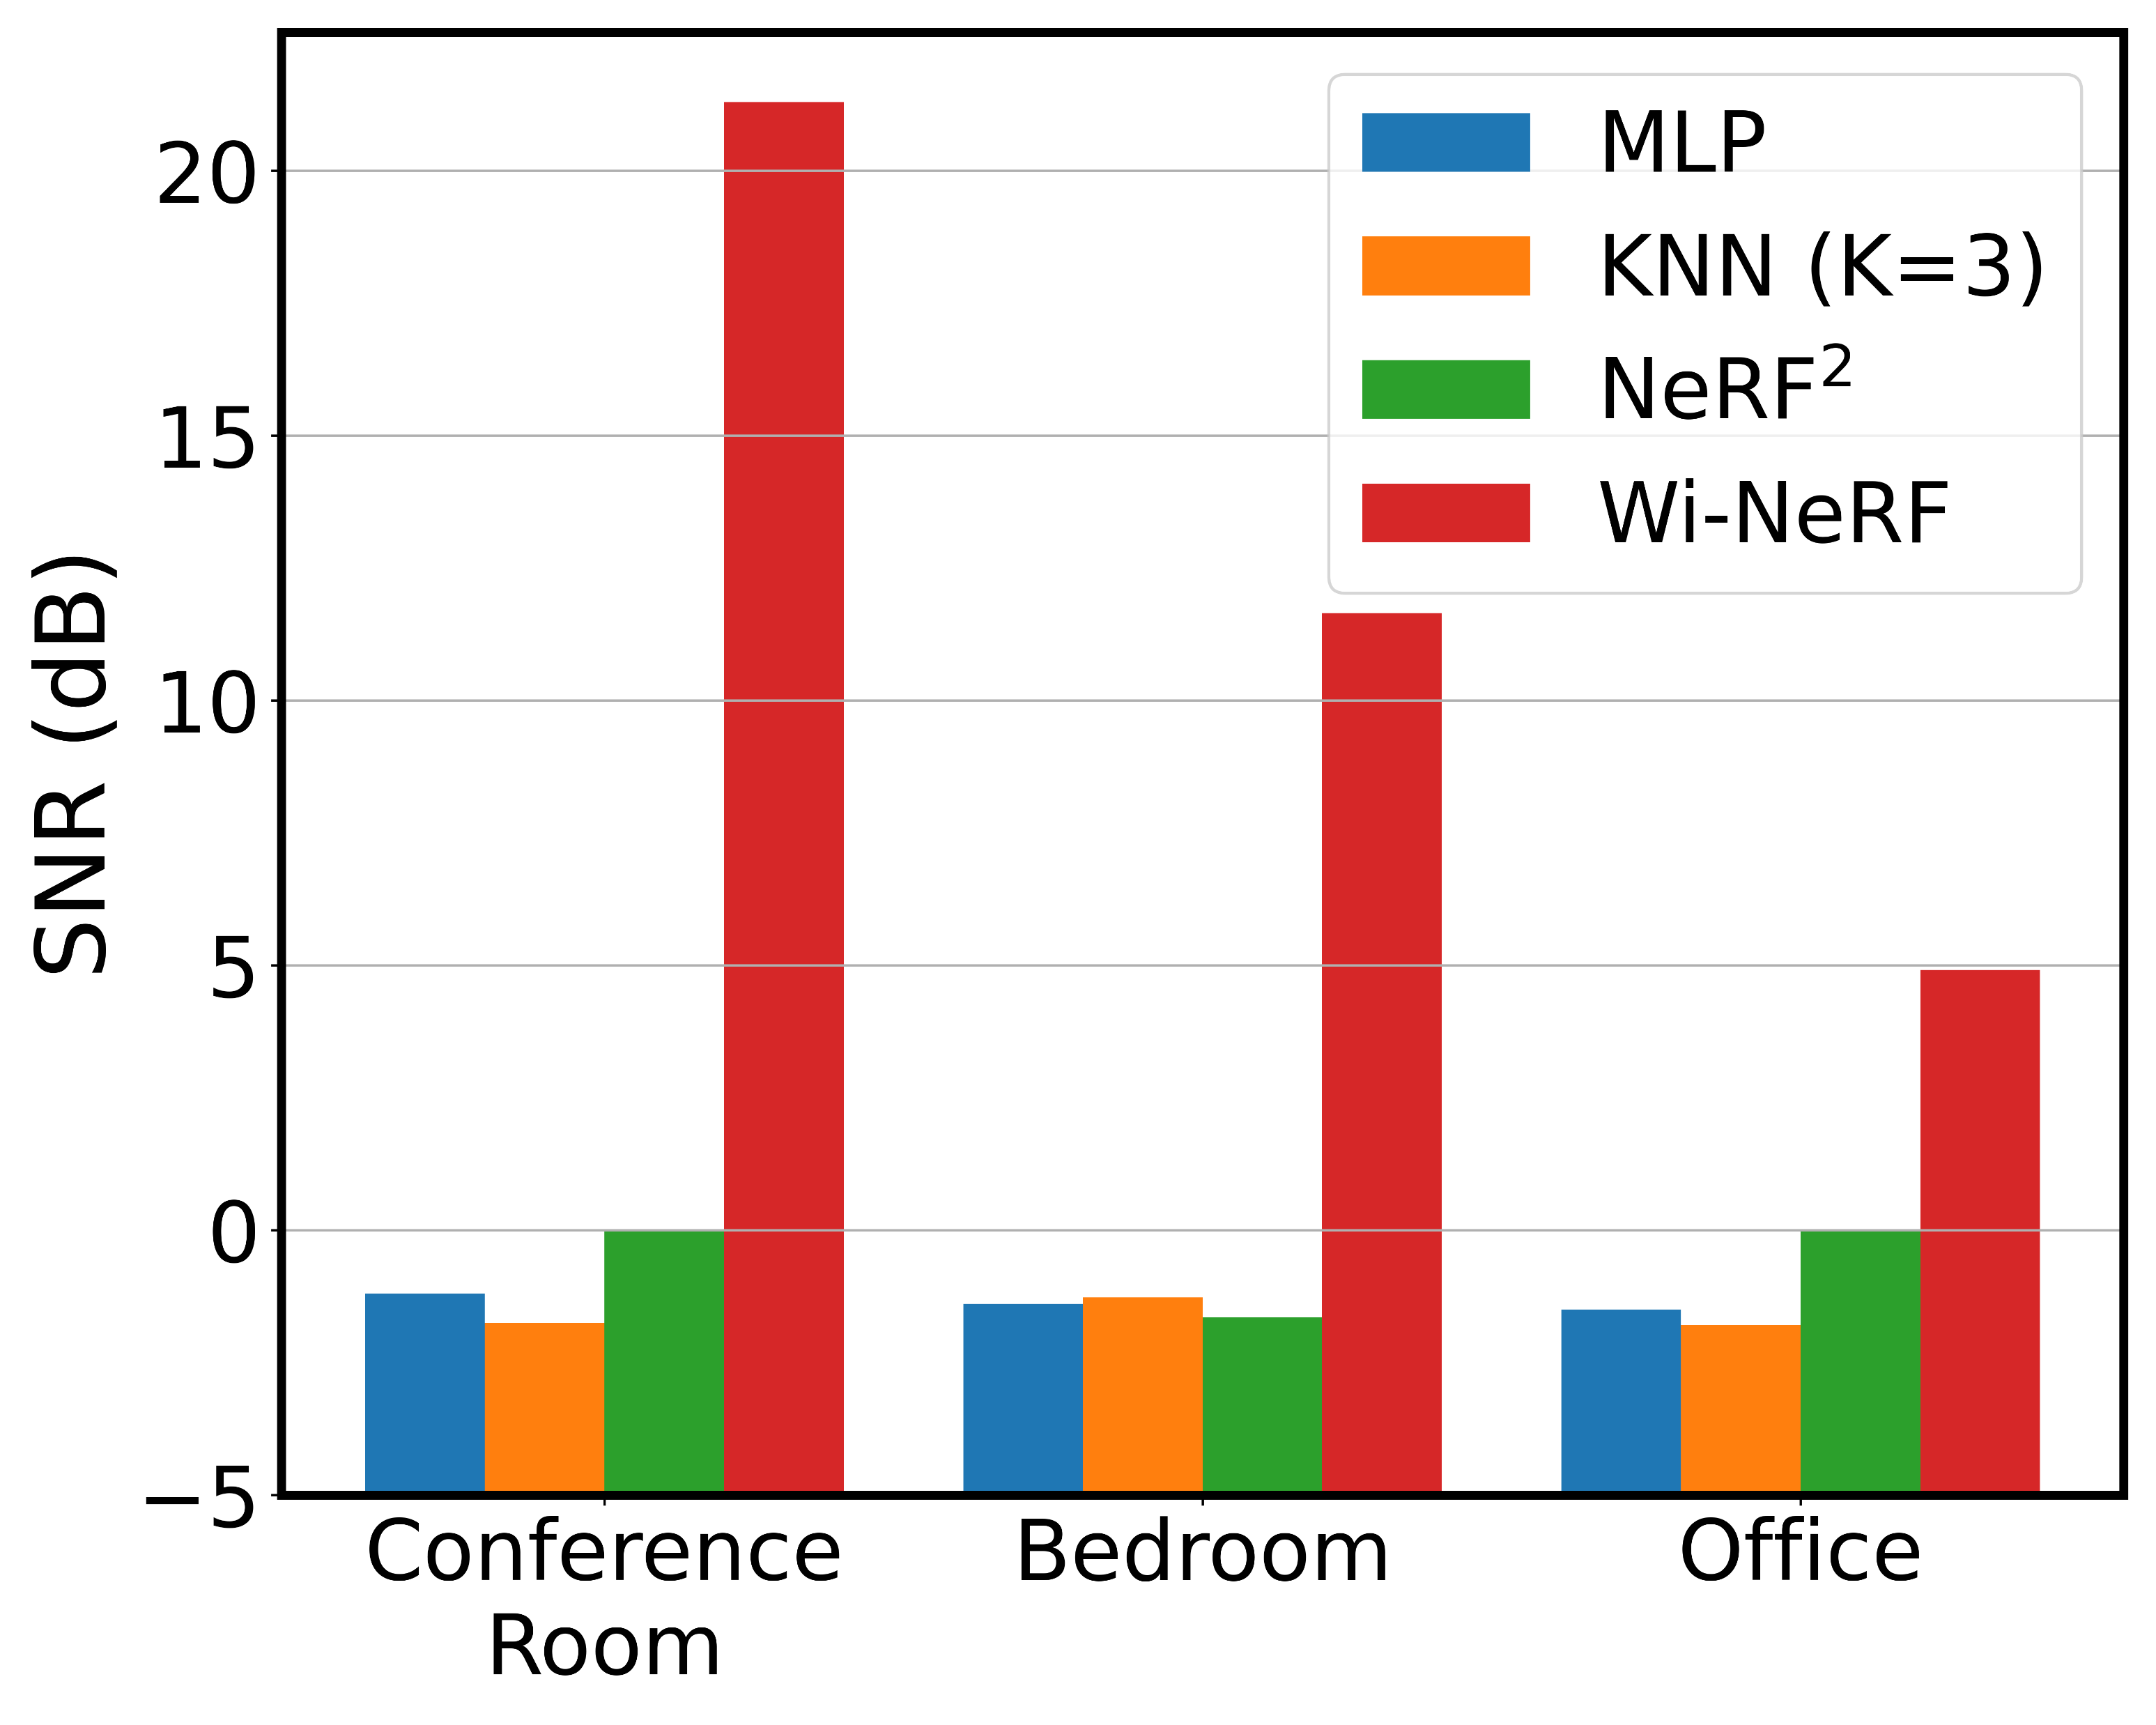 SNR (dB)
20
15
10
5
0
−5
MLP
KNN (K=3)
NeRF²
Wi-NeRF
Conference
Room
Bedroom
Office